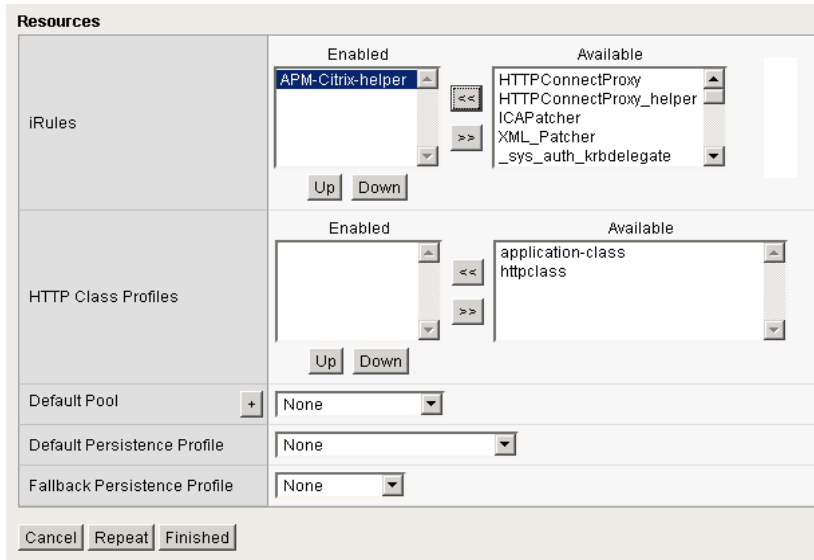 Resources
Enabled Available
iRules
APM-Citrix-helper
<<
>>
HTTPConnectProxy
HTTPConnectProxy_helper
ICAPatcher
XML_Patcher
_sys_auth_krbdelegate
Up Down
Enabled Available
HTTP Class Profiles
<<
>>
application-class
httpclass
Up Down
Default Pool + None
Default Persistence Profile None
Fallback Persistence Profile None
Cancel Repeat Finished